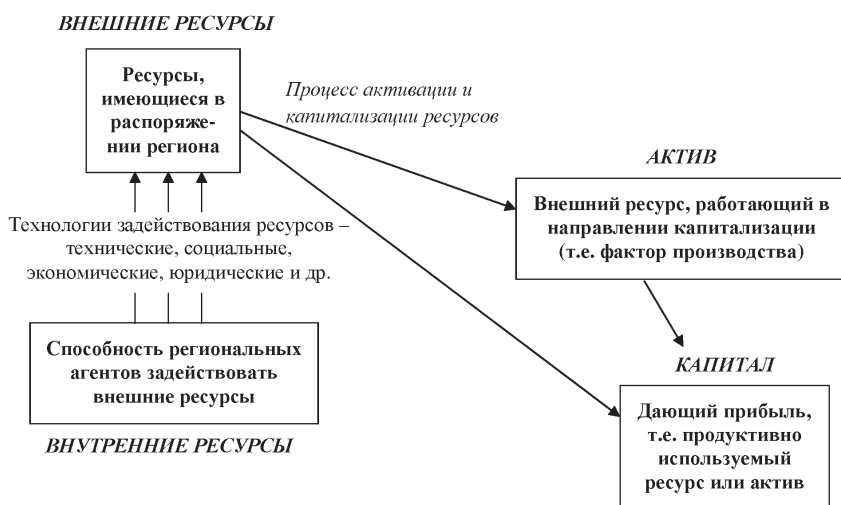 ВНЕШНИЕ РЕСУРСЫ
Ресурсы,
имеющиеся в
распоряже-
нии региона
Процесс активации и
капитализации ресурсов
АКТИВ
Внешний ресурс, работающий в
направлении капитализации
(т.е. фактор производства)
Технологии задействования ресурсов –
технические, социальные,
экономические, юридические и др.
Способность региональных
агентов задействовать
внешние ресурсы
ВНУТРЕННИЕ РЕСУРСЫ
КАПИТАЛ
Дающий прибыль,
т.е. продуктивно
используемый
ресурс или актив